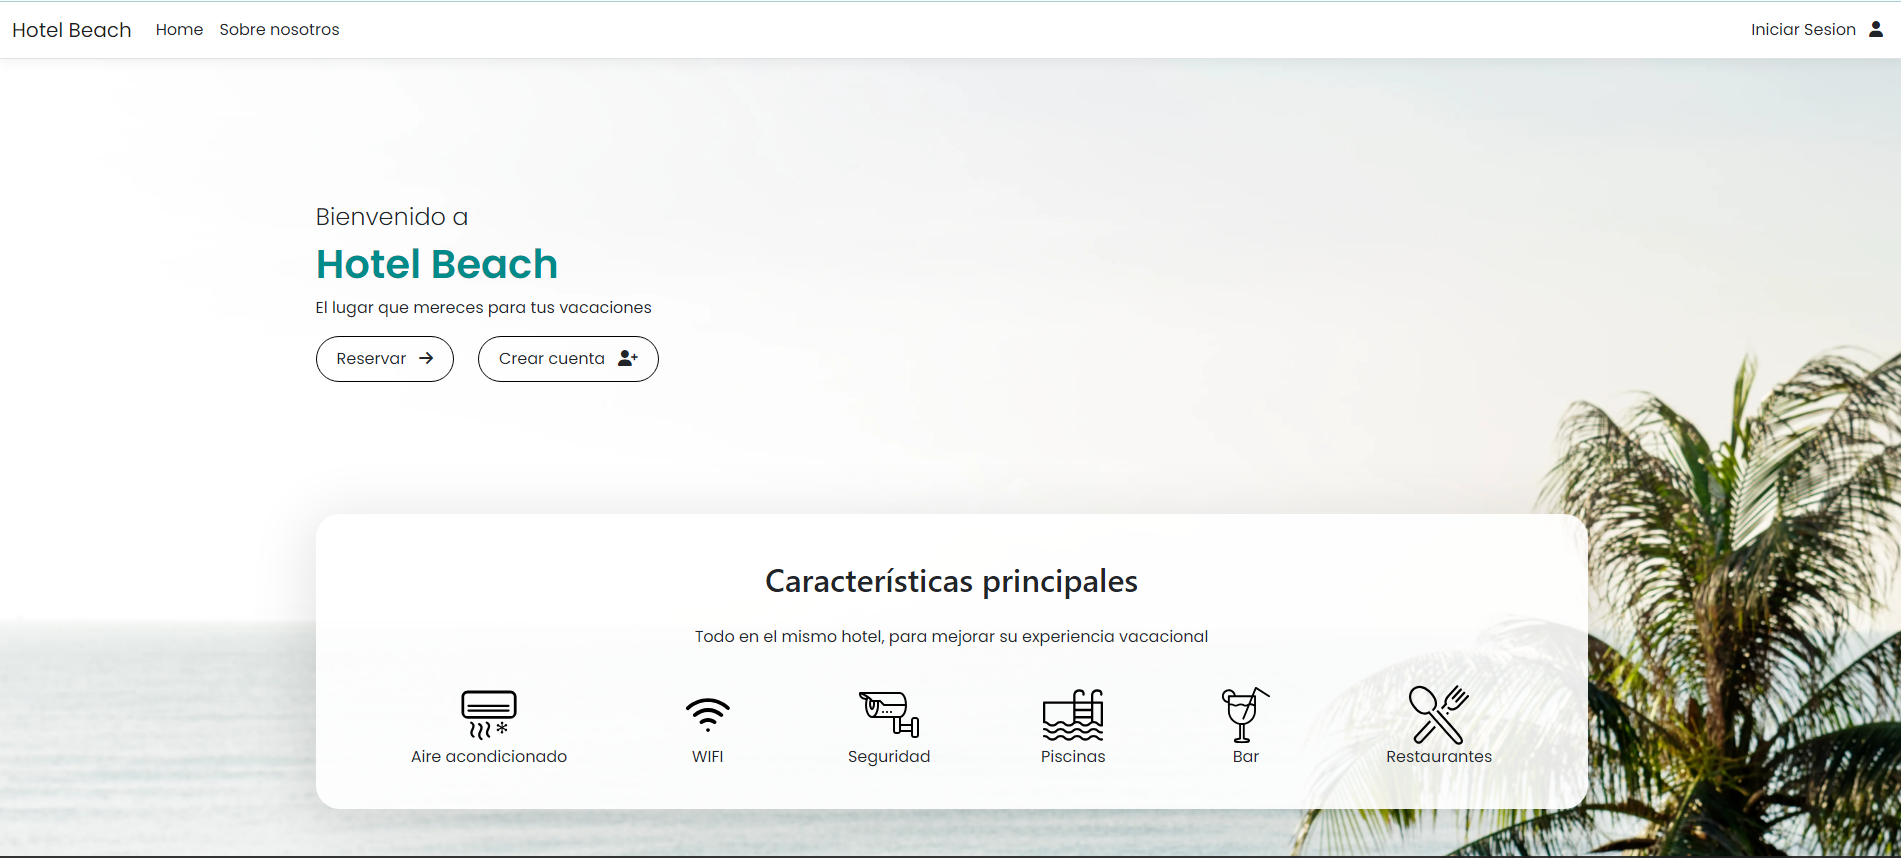 Hotel Beach Home Sobre nosotros Iniciar Sesion
Bienvenido a
Hotel Beach
El lugar que mereces para tus vacaciones
Reservar Crear cuenta
Características principales
Todo en el mismo hotel, para mejorar su experiencia vacacional
Aire acondicionado WIFI Seguridad Piscinas Bar Restaurantes